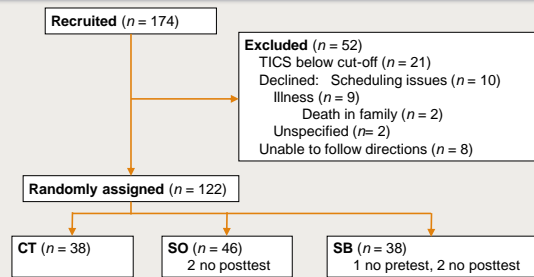 Recruited (n = 174)
Excluded (n = 52)
TICS below cut-off (n = 21)
Declined: Scheduling issues (n = 10)
Illness (n = 9)
Death in family (n = 2)
Unspecified (n= 2)
Unable to follow directions (n = 8)
Randomly assigned (n = 122)
CT (n = 38)
SO (n = 46)
2 no posttest
SB (n = 38)
1 no pretest, 2 no posttest